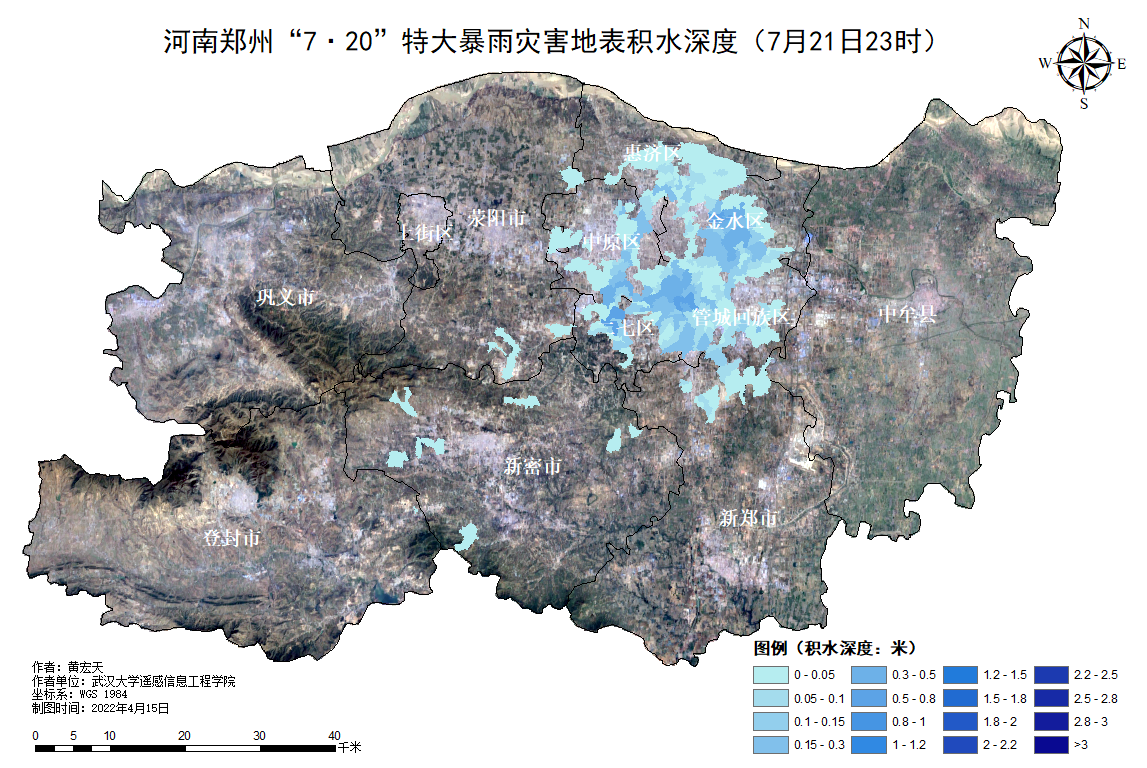 河南郑州“7·20”特大暴雨灾害地表积水深度（7月21日23时）
N
W E
S
惠济区
荥阳市
上街区
中原区
金水区
巩义市
二七区
管城回族区
中牟县
新密市
新郑市
登封市
作者：黄宏天
作者单位：武汉大学遥感信息工程学院
坐标系：WGS 1984
制图时间：2022年4月15日
0 5 10 20 30 40
千米
图例（积水深度：米）
0 - 0.05 0.3 - 0.5 1.2 - 1.5 2.2 - 2.5
0.05 - 0.1 0.5 - 0.8 1.5 - 1.8 2.5 - 2.8
0.1 - 0.15 0.8 - 1 1.8 - 2 2.8 - 3
0.15 - 0.3 1 - 1.2 2 - 2.2 >3